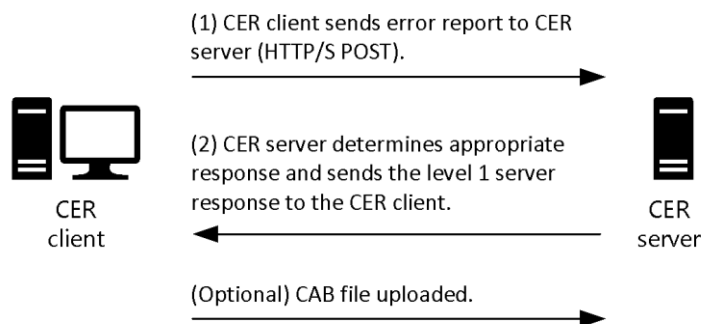 (1) CER client sends error report to CER
server (HTTP/S POST).
(2) CER server determines appropriate
response and sends the level 1 server
response to the CER client.
CER
client
CER
server
(Optional) CAB file uploaded.